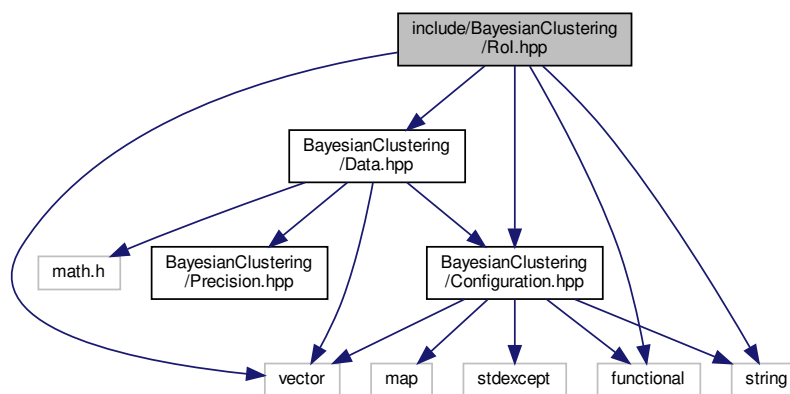 include/BayesianClustering
/RoI.hpp
BayesianClustering
/Data.hpp
math.h
BayesianClustering
/Precision.hpp
BayesianClustering
/Configuration.hpp
vector
map
stdexcept
functional
string